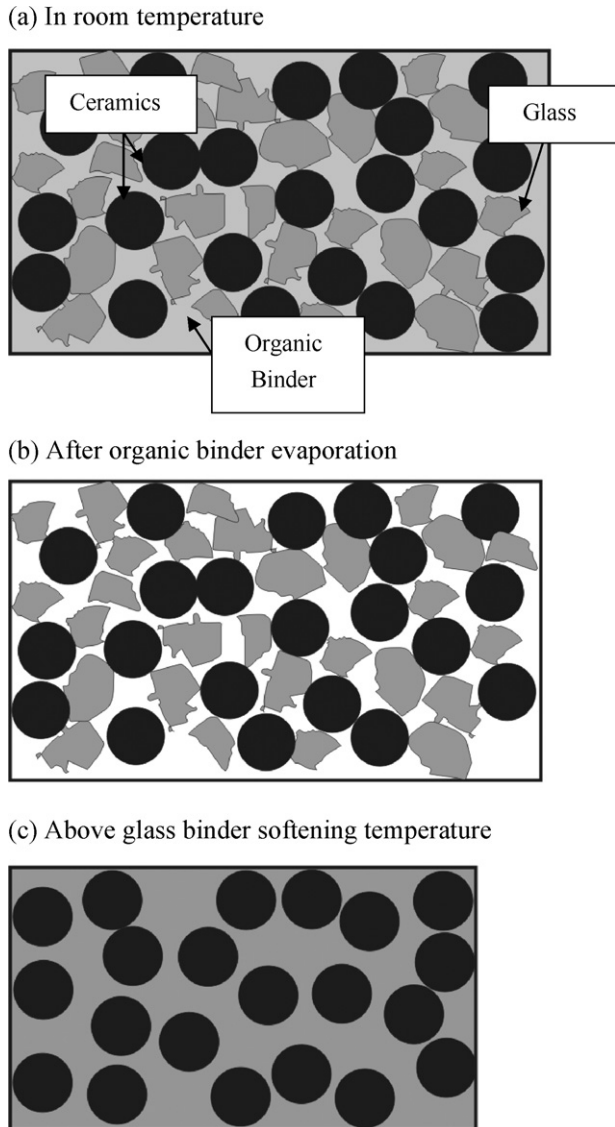 (a) In room temperature
Ceramics
Glass
Organic
Binder
(b) After organic binder evaporation
(c) Above glass binder softening temperature